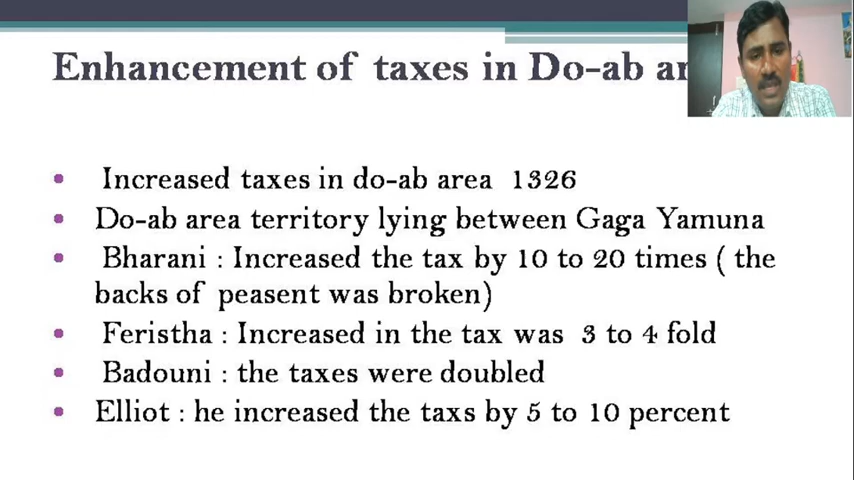 Enhancement of taxes in Do-ab
Increased taxes in do-ab area 1326
Do-ab area territory lying between Gaga Yamuna
Bharani : Increased the tax by 10 to 20 times ( the
backs of peasent was broken)
Feristha : Increased in the tax was 3 to 4 fold
Badouni : the taxes were doubled
Elliot : he increased the taxs by 5 to 10 percent